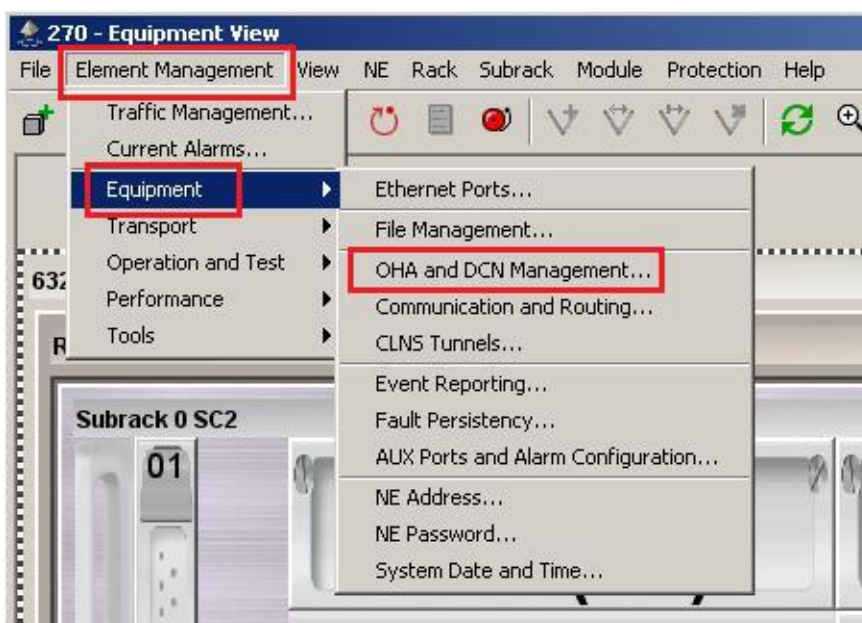 270 - Equipment View
File Element Management View NE Rack Subrack Module Protection Help
Traffic Management...
Current Alarms...
Equipment
Transport
Operation and Test
Performance
Tools
Ethernet Ports...
File Management...
OHA and DCN Management...
Communication and Routing...
CLNS Tunnels...
Event Reporting...
Fault Persistency...
AUX Ports and Alarm Configuration...
NE Address...
NE Password...
System Date and Time...
632
R
Subrack 0 SC2
01